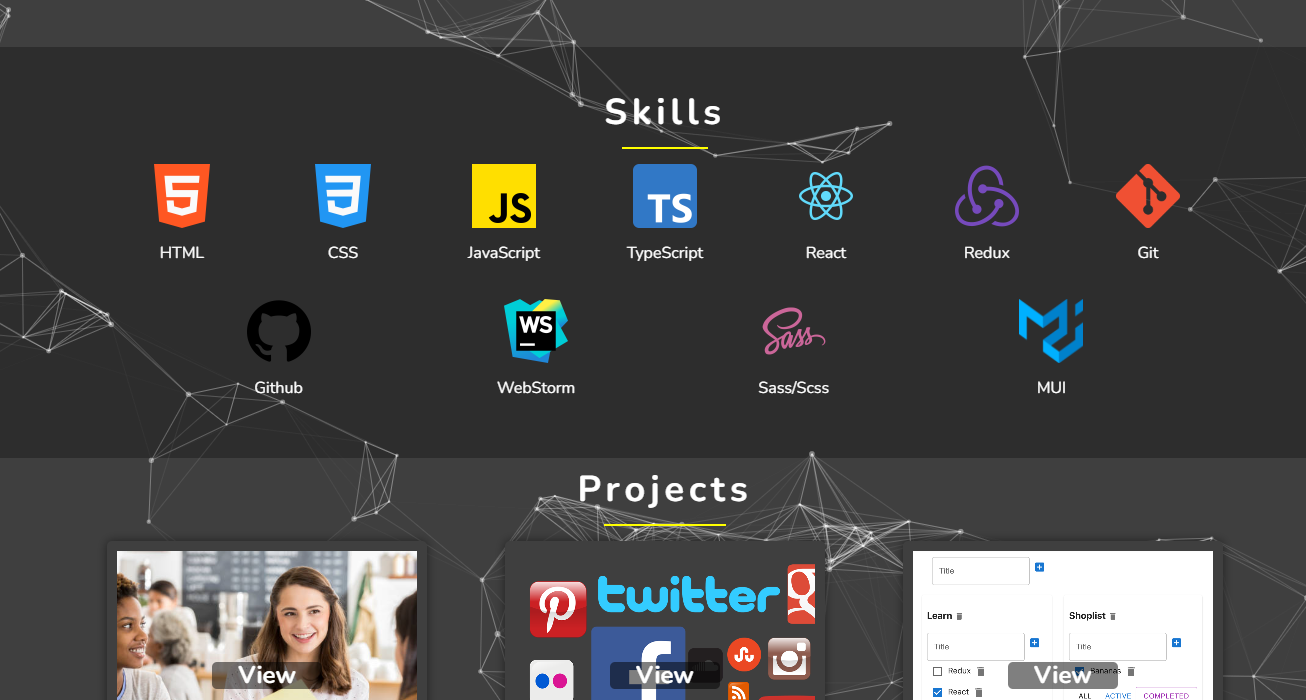 Skills
JS
TS
HTML
CSS
JavaScript
TypeScript
React
Redux
Git
WS
Sass
Github
WebStorm
Sass/Scss
MUI
Projects
View
twitter
View
Title
Learn
Shoplist
Title
Title
Redux
Bananas
React
ALL ACTIVE COMPLETED
View